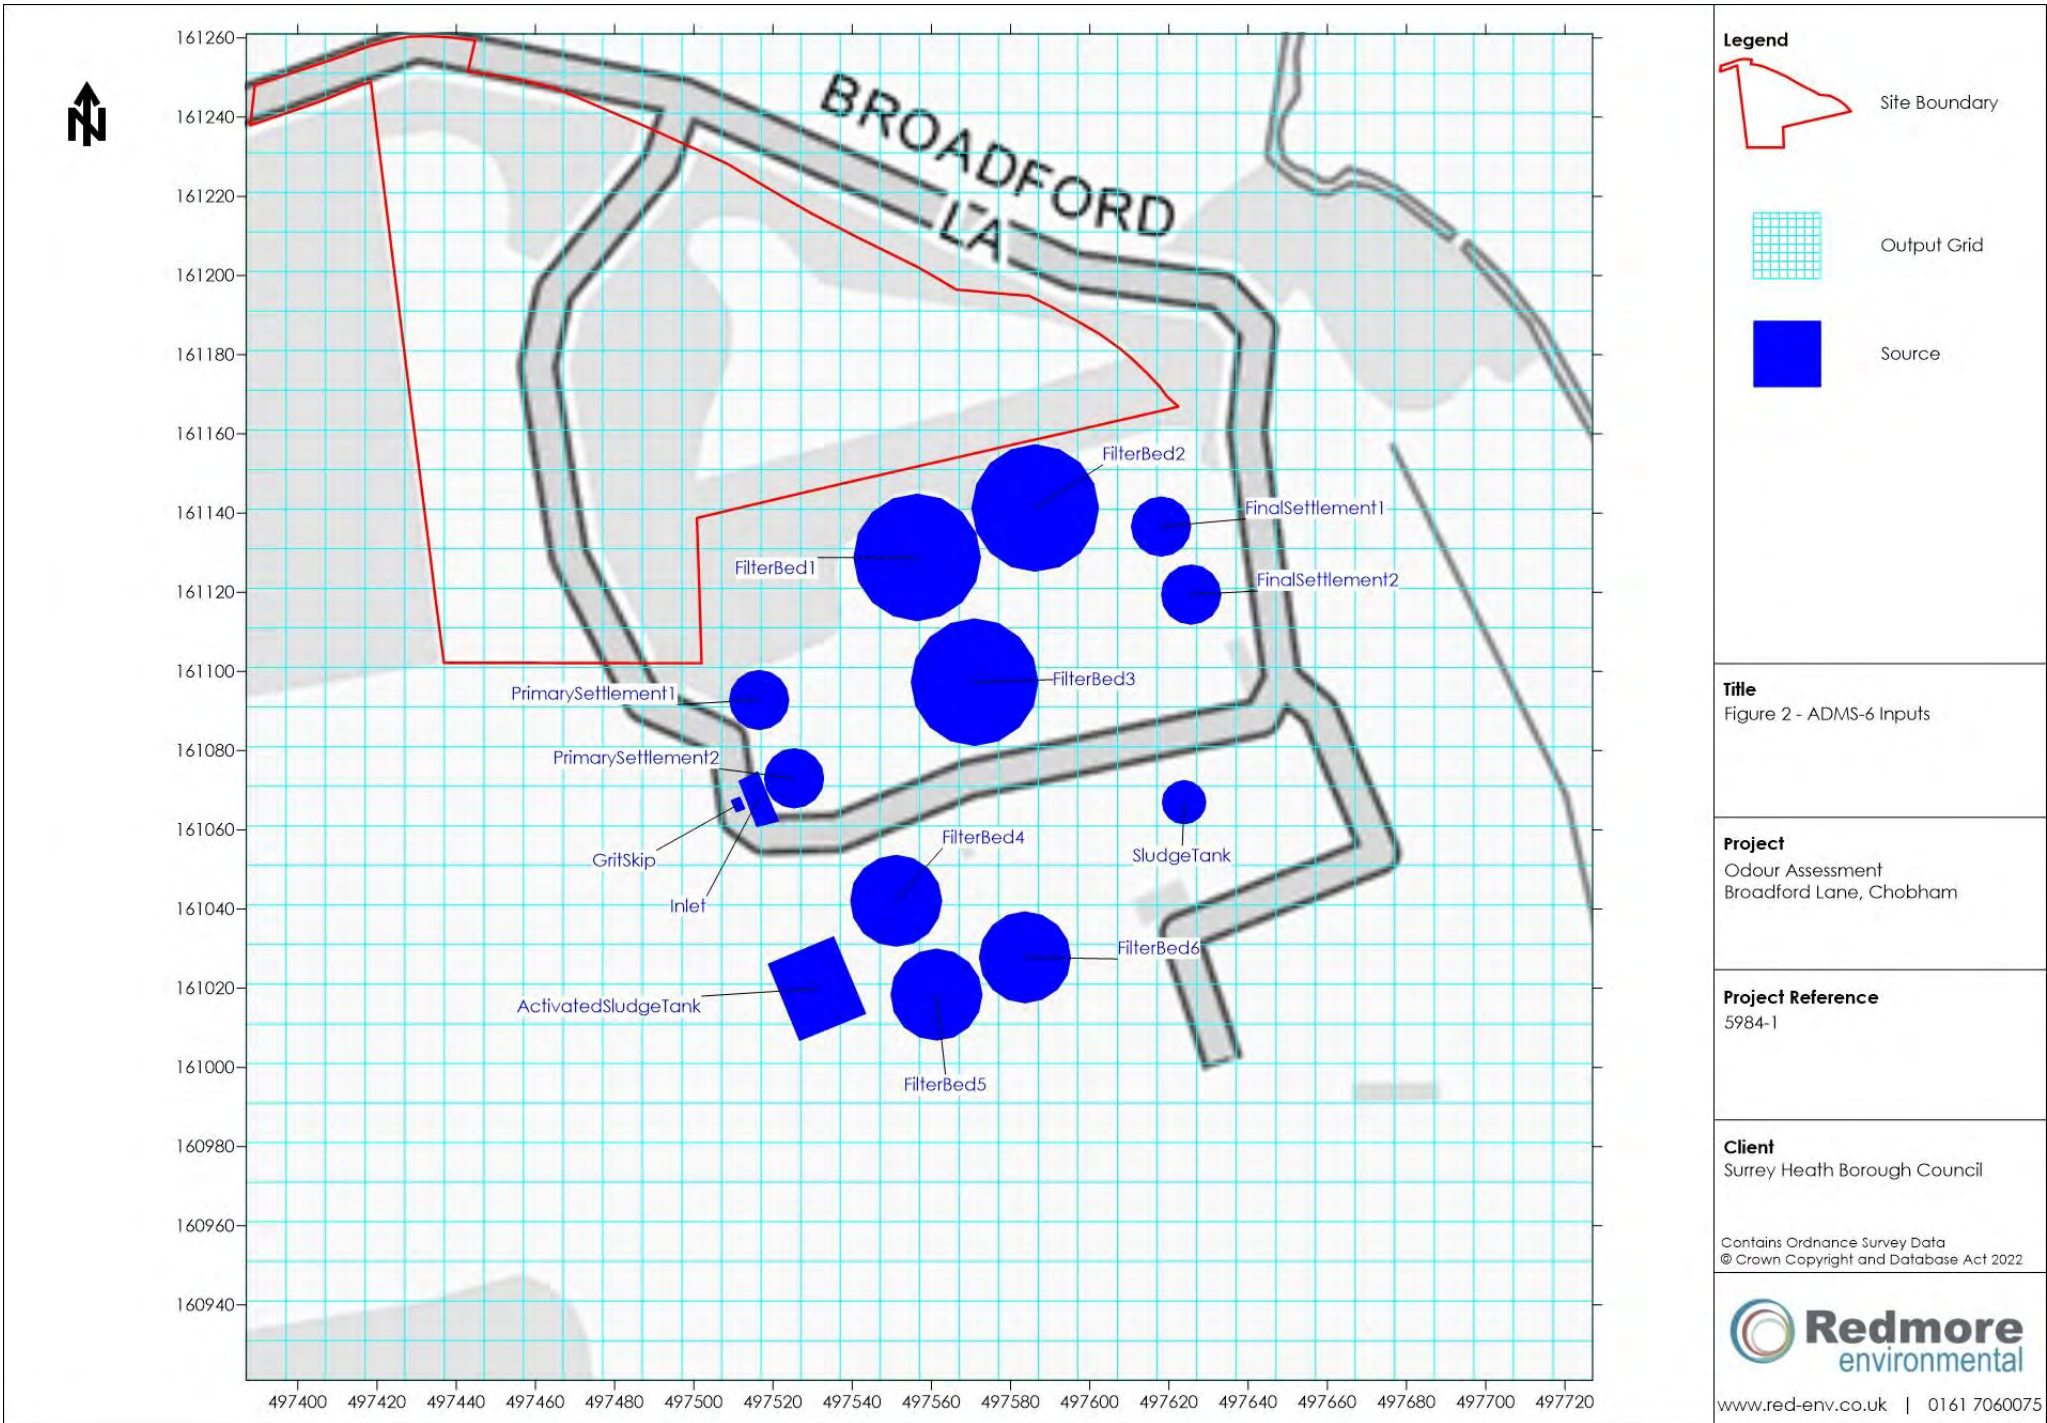 161260
161240
161220
161200
161180
161160
161140
161120
161100
161080
161060
161040
161020
161000
160980
160960
160940
497400 497420 497440 497460 497480 497500 497520 497540 497560 497580 497600 497620 497640 497660 497680 497700 497720
N
BROADFORD
LA
FilterBed2
FinalSettlement1
FilterBed1
FinalSettlement2
FilterBed3
PrimarySettlement1
PrimarySettlement2
GritSkip
Inlet
FilterBed4
SludgeTank
FilterBed6
ActivatedSludgeTank
FilterBed5
Legend
Site Boundary
Output Grid
Source
Title
Figure 2 - ADMS-6 Inputs
Project
Odour Assessment
Broadford Lane, Chobham
Project Reference
5984-1
Client
Surrey Heath Borough Council
Contains Ordnance Survey Data
© Crown Copyright and Database Act 2022
Redmore
environmental
www.red-env.co.uk | 0161 7060075